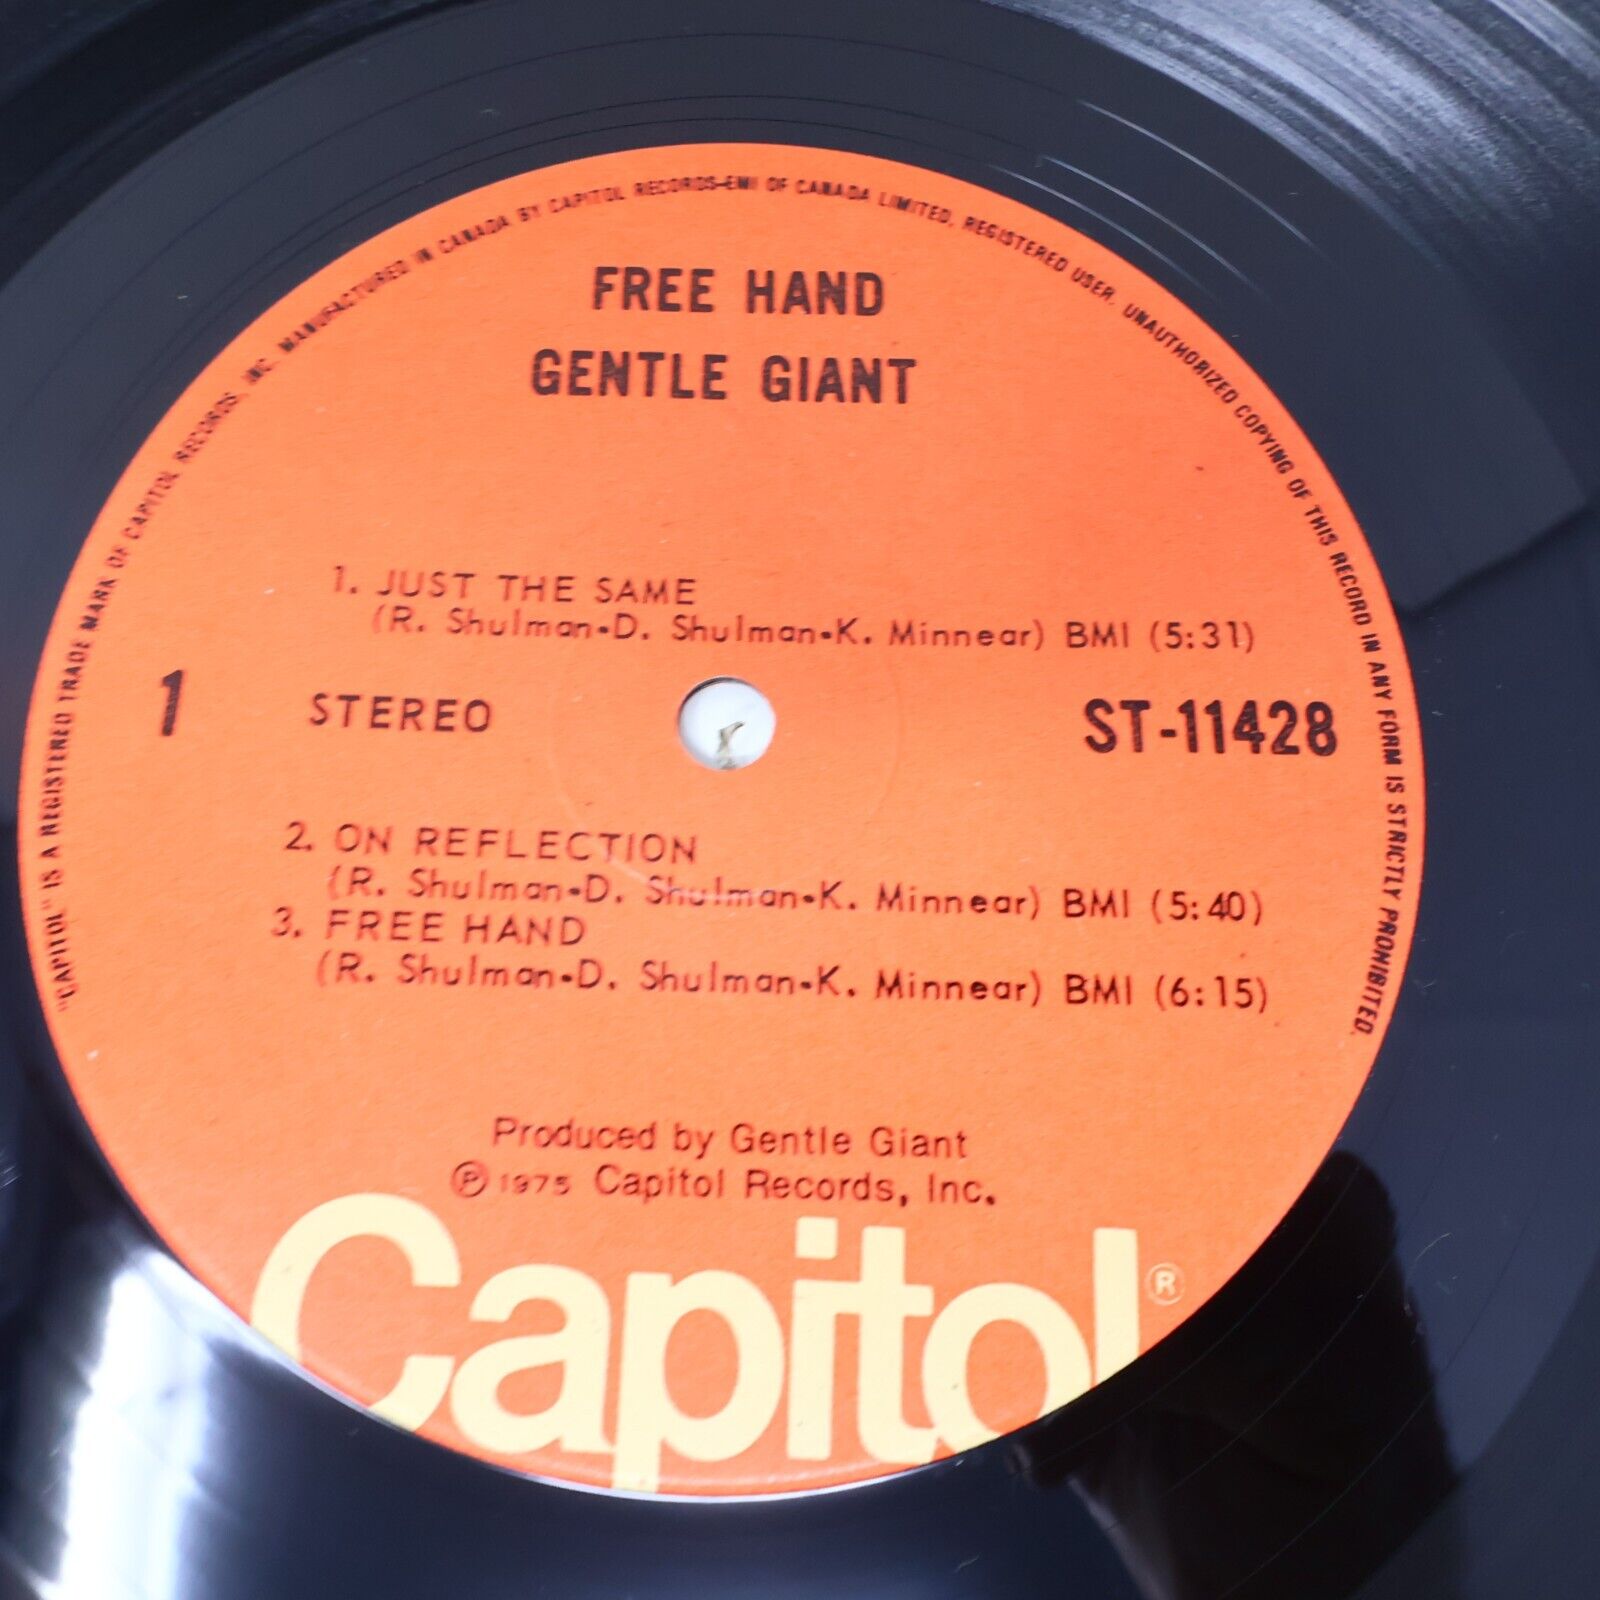 "CAPITOL" IS A REGISTERED TRADE MARK OF CAPITOL RECORDS, INC. MANUFACTURED IN CANADA BY CAPITOL RECORDS-EMI OF CANADA LIMITED, REGISTERED USER. UNAUTHORIZED COPYING OF THIS RECORD IN ANY FORM IS STRICTLY PROHIBITED.
FREE HAND
GENTLE GIANT
1. JUST THE SAME
(R. Shulman-D. Shulman-K. Minnear) BMI (5:31)
1 STEREO ST-11428
2. ON REFLECTION
(R. Shulman-D. Shulman-K. Minnear) BMI (5:40)
3. FREE HAND
(R. Shulman-D. Shulman-K. Minnear) BMI (6:15)
Produced by Gentle Giant
℗ 1975 Capitol Records, Inc.
Capitol®